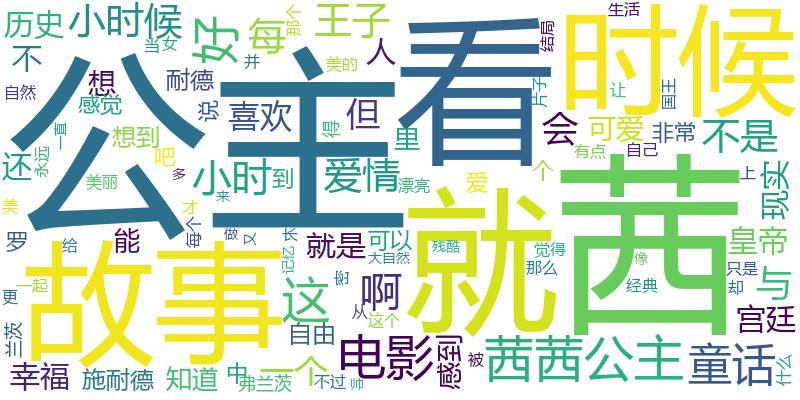 历史
小时候
当女
好
每
那个
王子
结局
生活
时候
不
自然
想
感觉
美的
并
耐德
说
公主
看
人
喜欢
但
得
里
片子
会
让
国王
可爱
非常
自己
不是
还
永远
一直
想到
吧
美丽
多
小时
到
爱情
漂亮
爱
个
有点
茜
上
现实
美
罗
给
能
才
每个
来
做
又
就是
记忆
长
可以
大自然
残酷
觉得
那么
就
像
经典
皇帝
只是
却
与
更
一起
故事
这
密
啊
从
这个
宫廷
兰茨
自由
电影
感到
被
茜茜公主
童话
什么
幸福
施耐德
知道
中
弗兰茨
一个
不过
帅